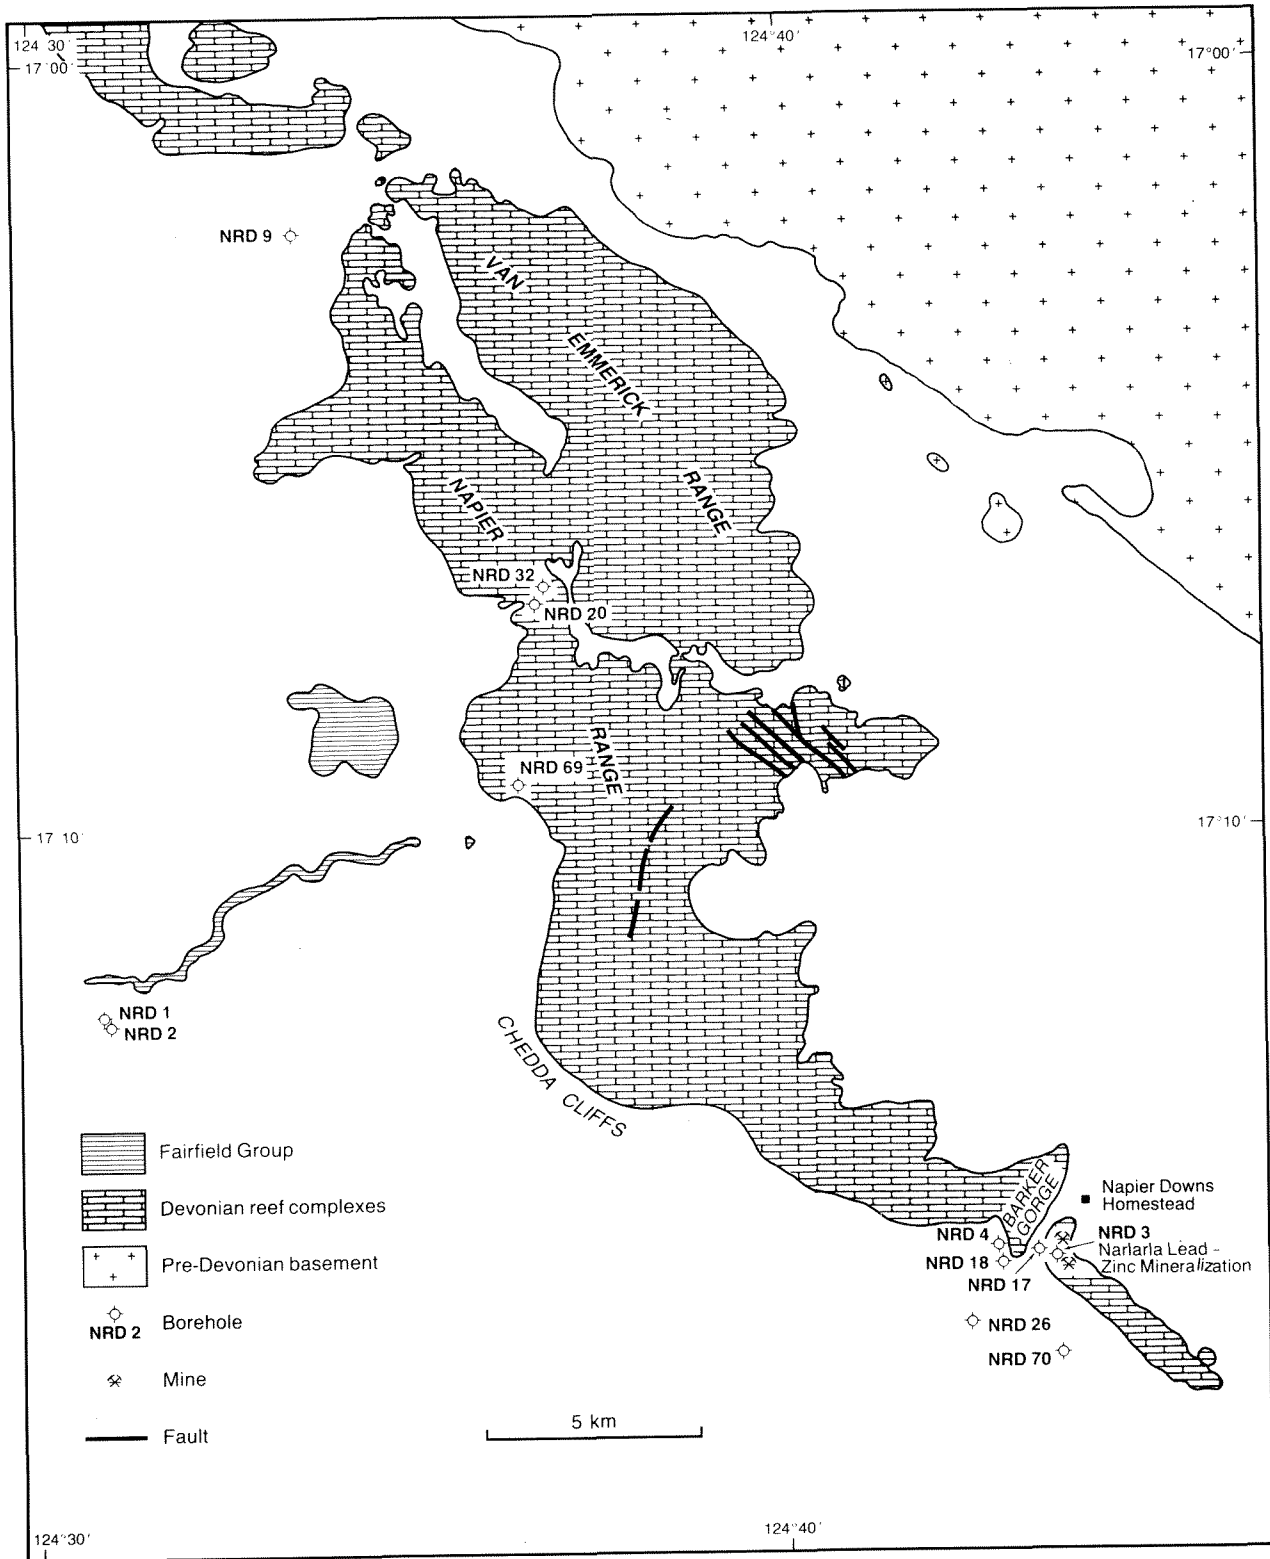 124 30′
124°40′
17 00′
17°00′
NRD 9
VAN
EMMERICK
RANGE
NAPIER
NRD 32
NRD 20
RANGE
NRD 69
17 10′
17°10′
NRD 1
NRD 2
CHEDDA CLIFFS
Fairfield Group
Devonian reef complexes
Pre-Devonian basement
NRD 2 Borehole
Mine
Fault
BARKER
GORGE
Napier Downs
Homestead
NRD 4
NRD 3
Narlarla Lead -
Zinc Mineralization
NRD 18
NRD 17
NRD 26
NRD 70
5 km
124°30′
124°40′